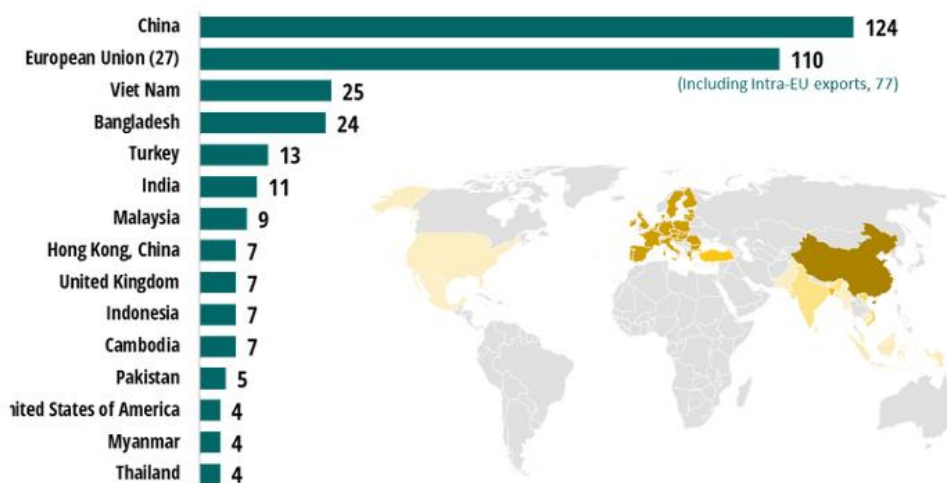 China 124
European Union (27) 110
(Including Intra-EU exports, 77)
Viet Nam 25
Bangladesh 24
Turkey 13
India 11
Malaysia 9
Hong Kong, China 7
United Kingdom 7
Indonesia 7
Cambodia 7
Pakistan 5
nited States of America 4
Myanmar 4
Thailand 4